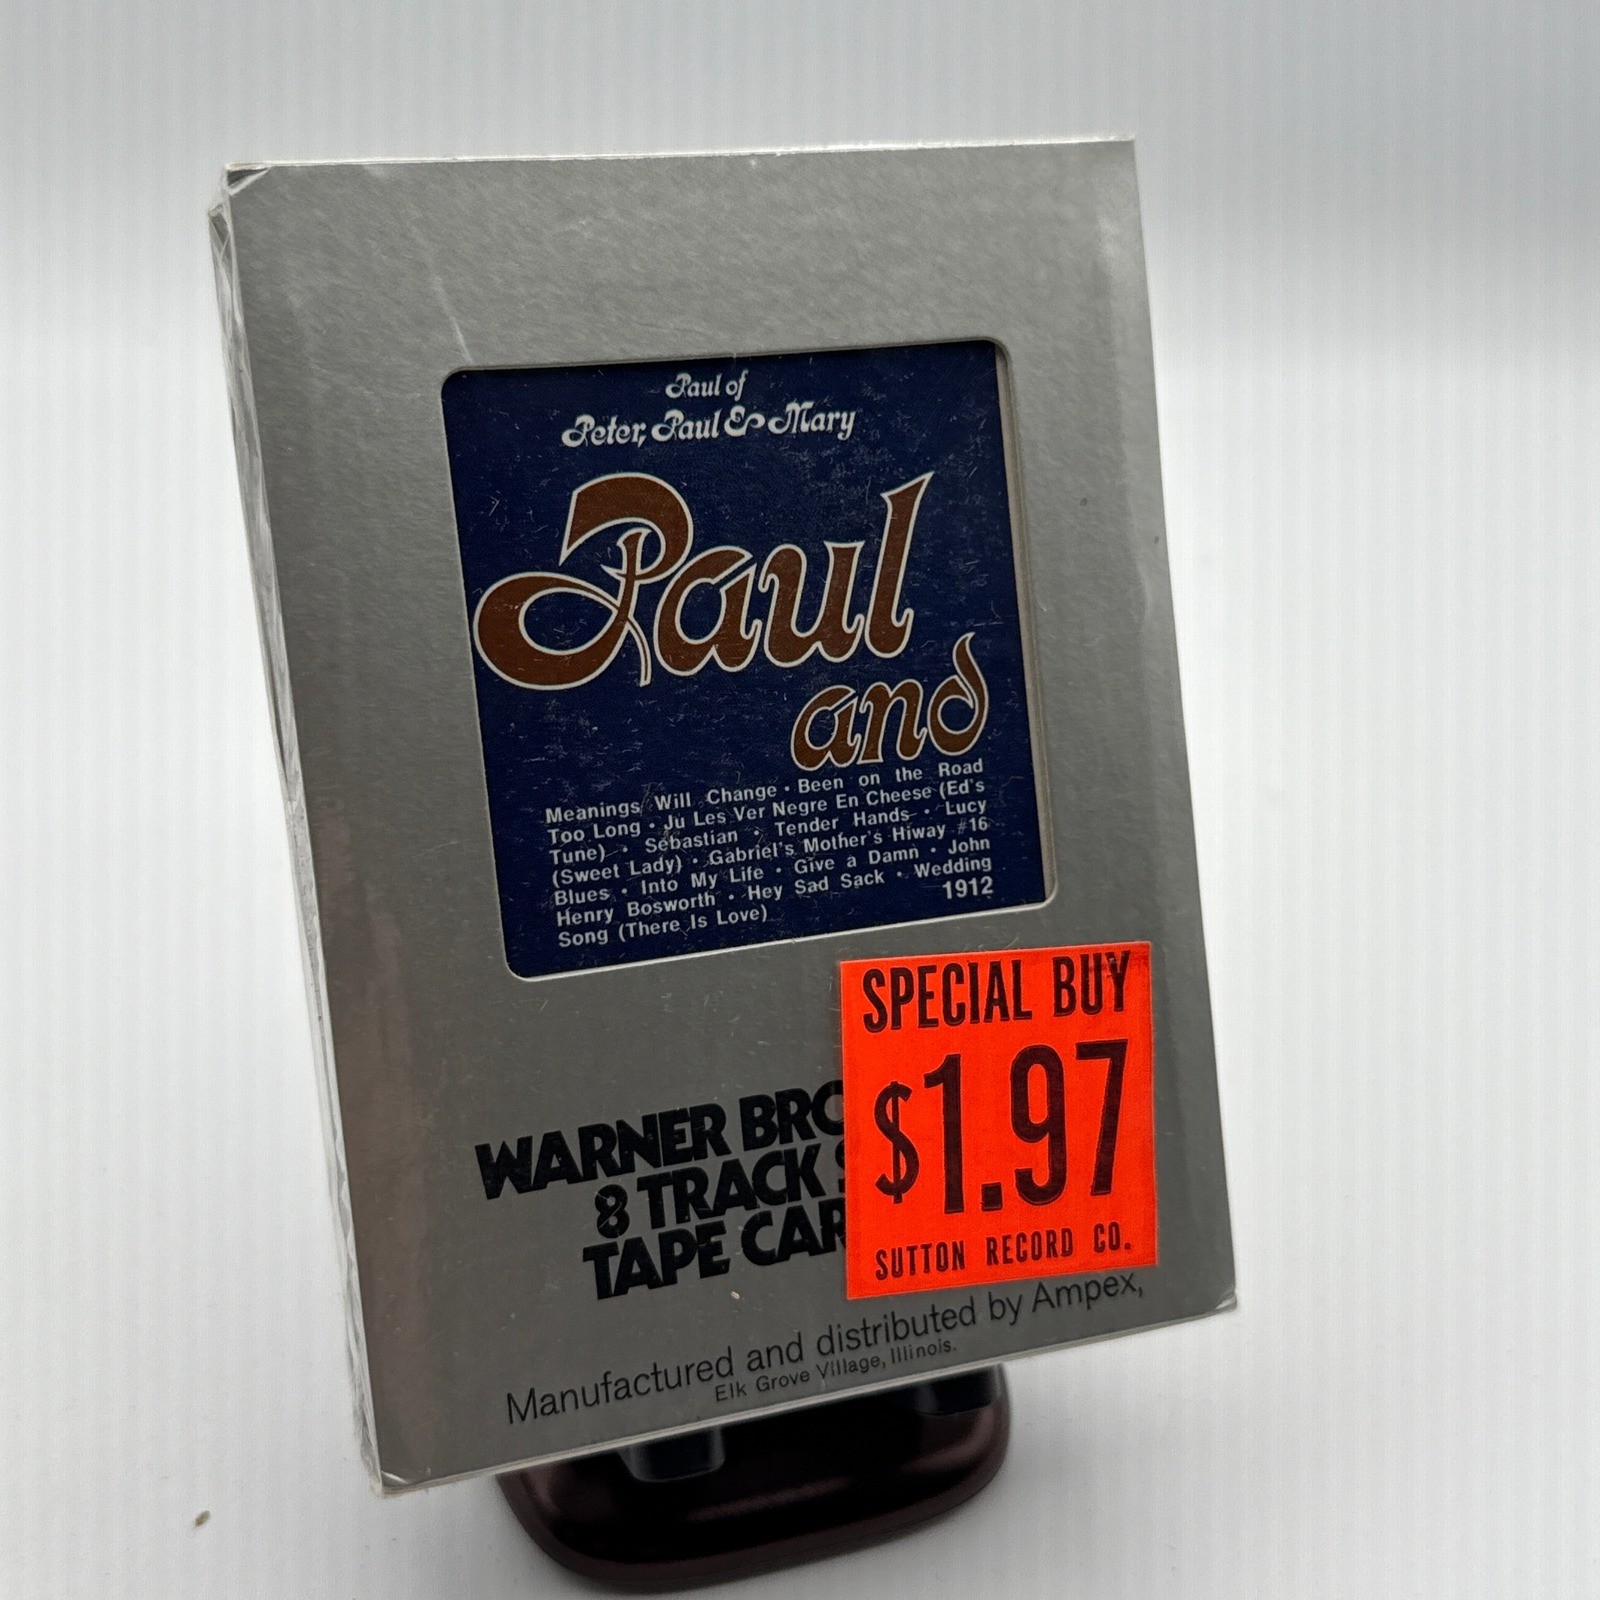 Paul of
Peter, Paul & Mary
Paul
and
Meanings Will Change · Been on the Road
Too Long · Ju Les Ver Negre En Cheese (Ed's
Tune) · Sebastian · Tender Hands · Lucy
(Sweet Lady) · Gabriel's Mother's Hiway #16
Blues · Into My Life · Give a Damn · John
Henry Bosworth · Hey Sad Sack · Wedding
Song (There Is Love)
1912
SPECIAL BUY
$1.97
SUTTON RECORD CO.
WARNER BRO
8 TRACK S
TAPE CAR
Manufactured and distributed by Ampex,
Elk Grove Village, Illinois.